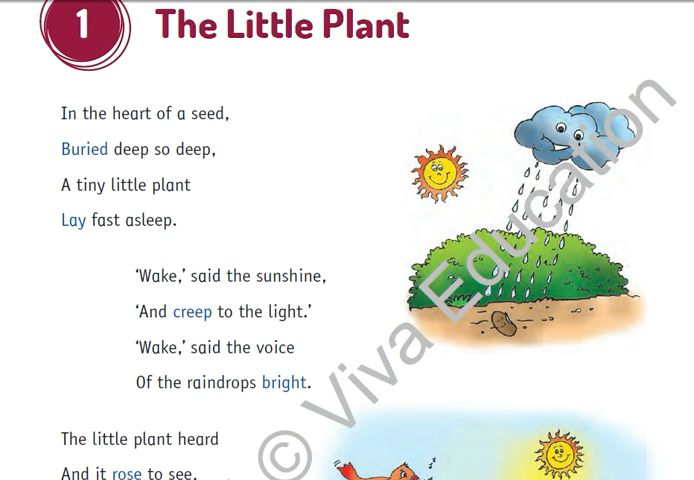 1
The Little Plant
In the heart of a seed,
Buried deep so deep,
A tiny little plant
Lay fast asleep.
‘Wake,’ said the sunshine,
‘And creep to the light.’
‘Wake,’ said the voice
Of the raindrops bright.
The little plant heard
And it rose to see,
© Viva Education